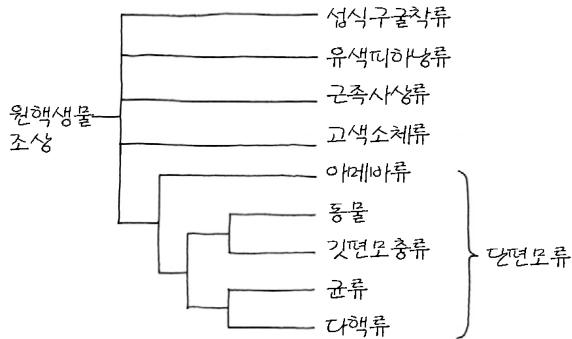 섭식구굴착류
유색피하낭류
근족사상류
원핵생물
조상
고색소체류
아메바류
동물
깃편모충류
단편모류
균류
다핵류